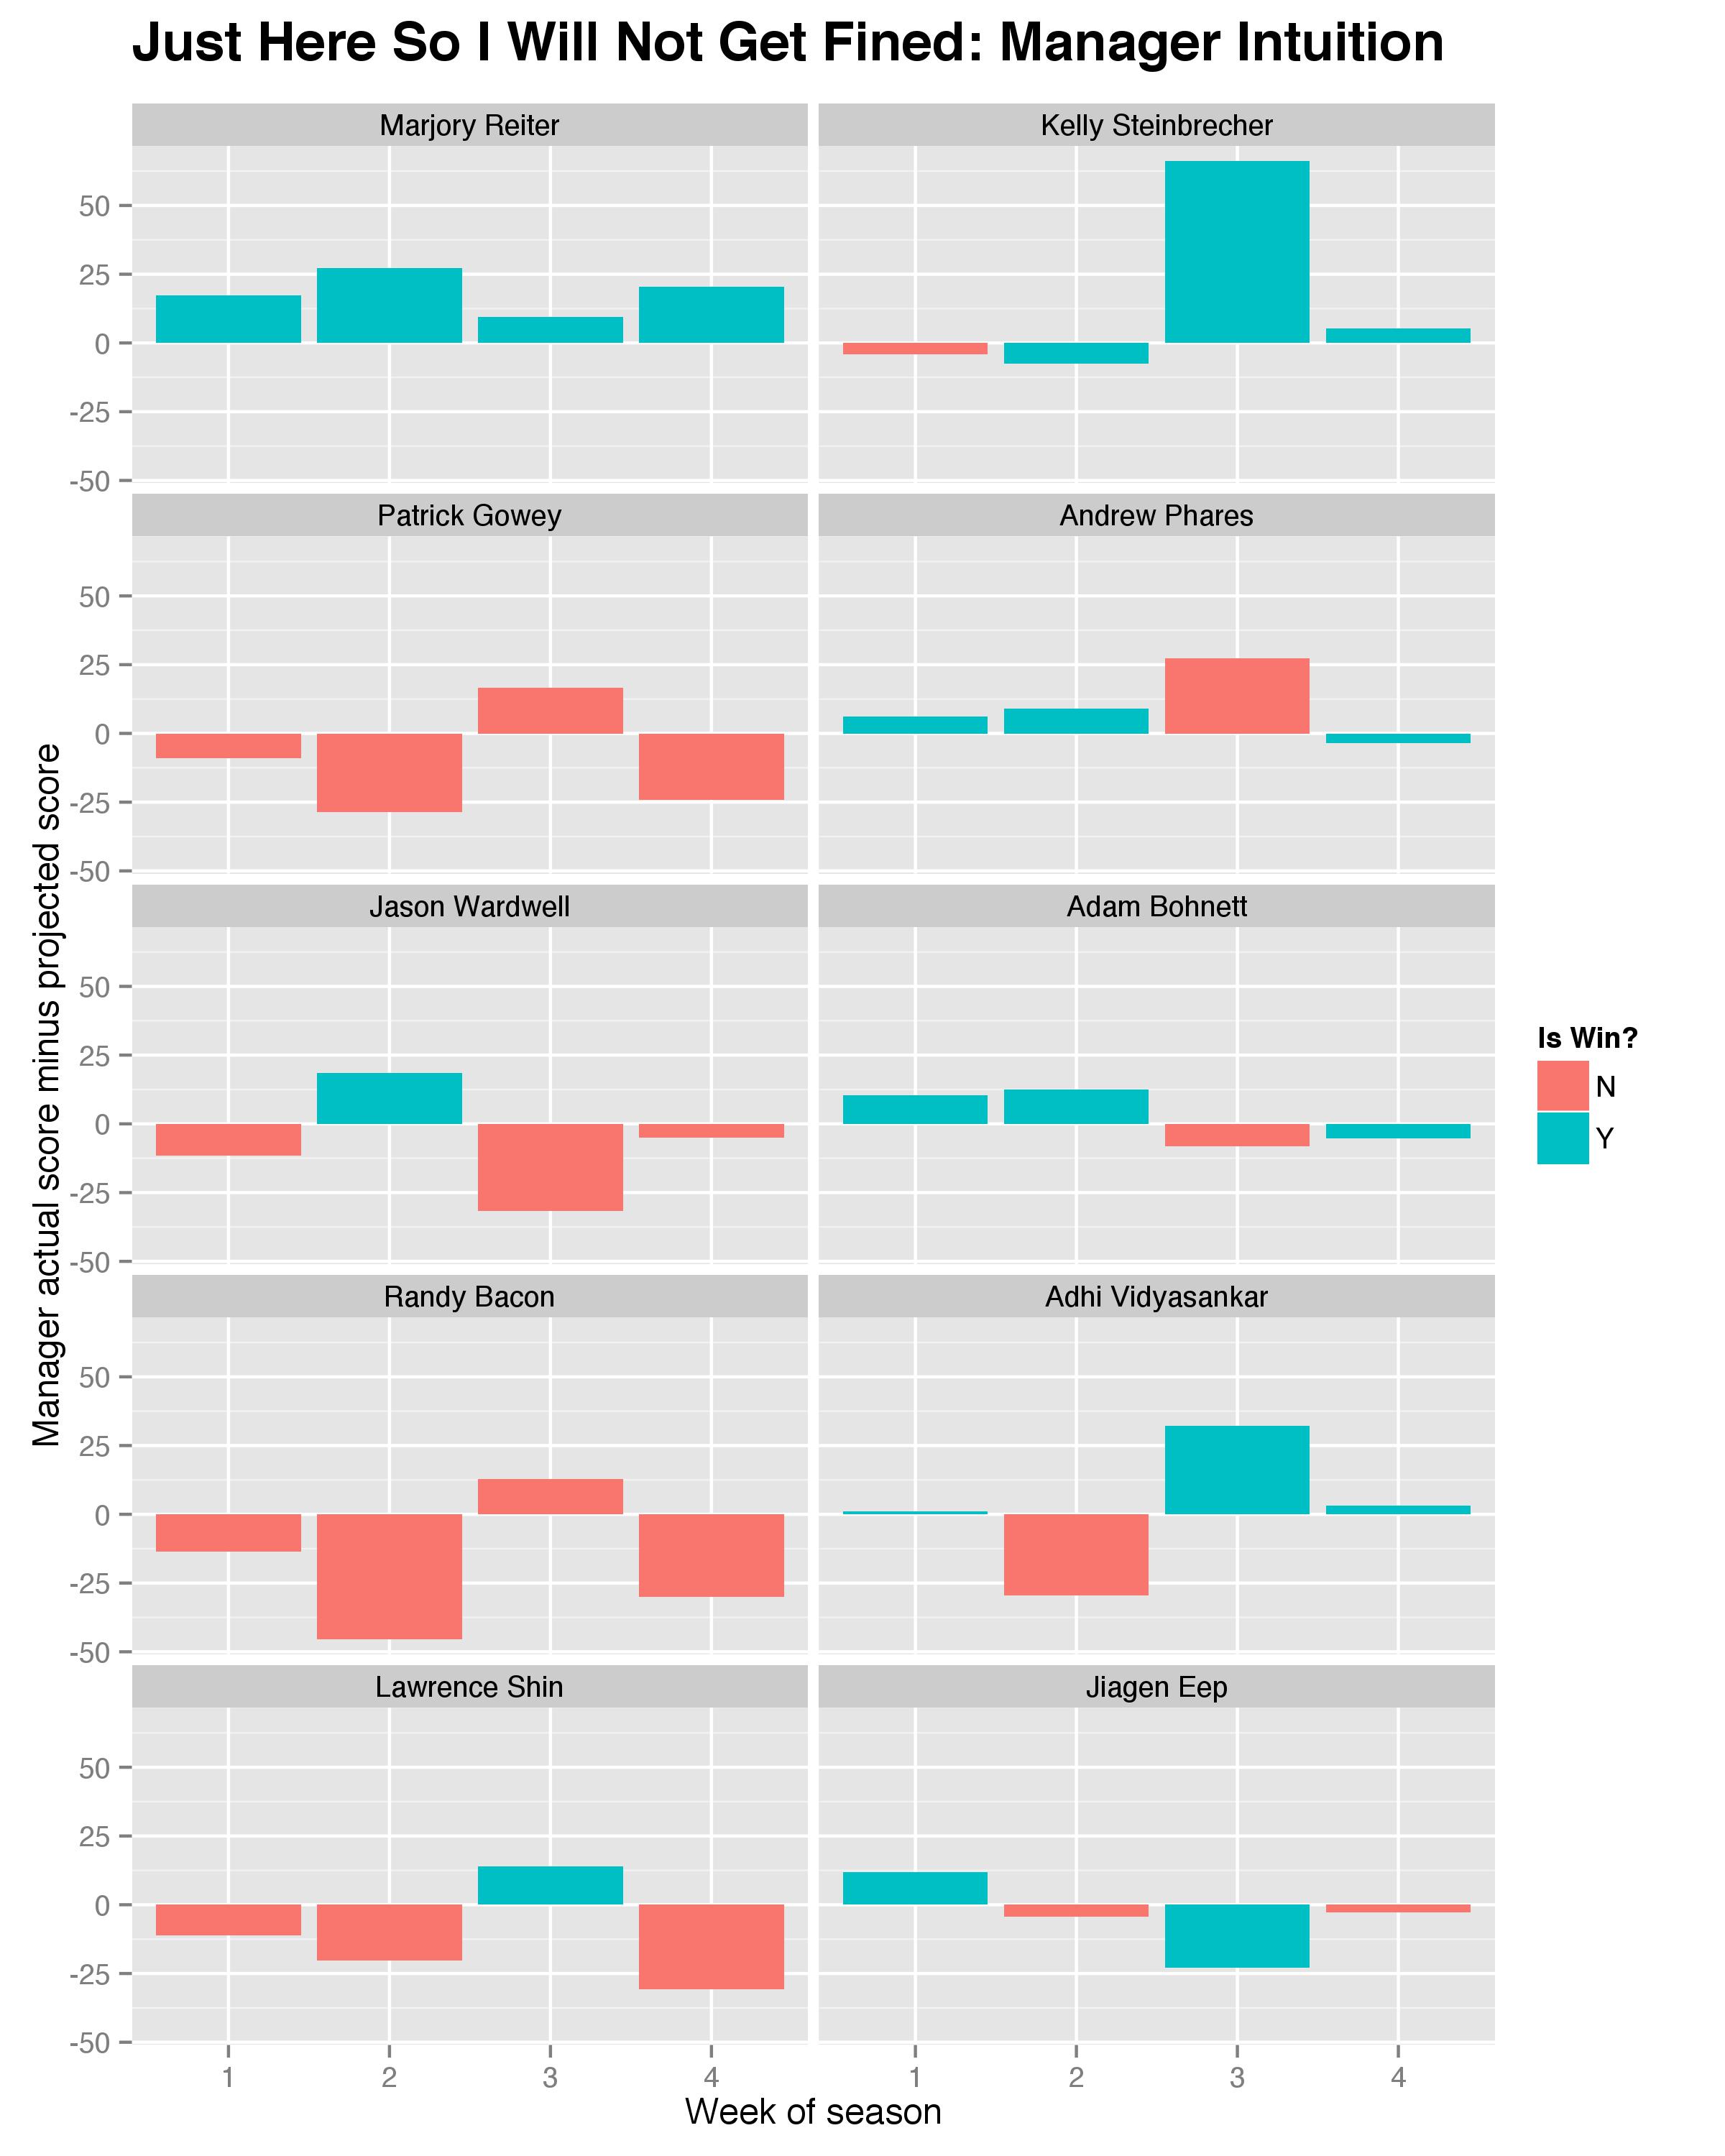 Just Here So I Will Not Get Fined: Manager Intuition
Marjory Reiter
Kelly Steinbrecher
50
25
0
-25
-50
Patrick Gowey
Andrew Phares
50
25
0
-25
-50
Jason Wardwell
Adam Bohnett
50
25
0
-25
-50
Randy Bacon
Adhi Vidyasankar
50
25
0
-25
-50
Lawrence Shin
Jiagen Eep
50
25
0
-25
-50
1 2 3 4 1 2 3 4
Week of season
Manager actual score minus projected score
Is Win?
N
Y